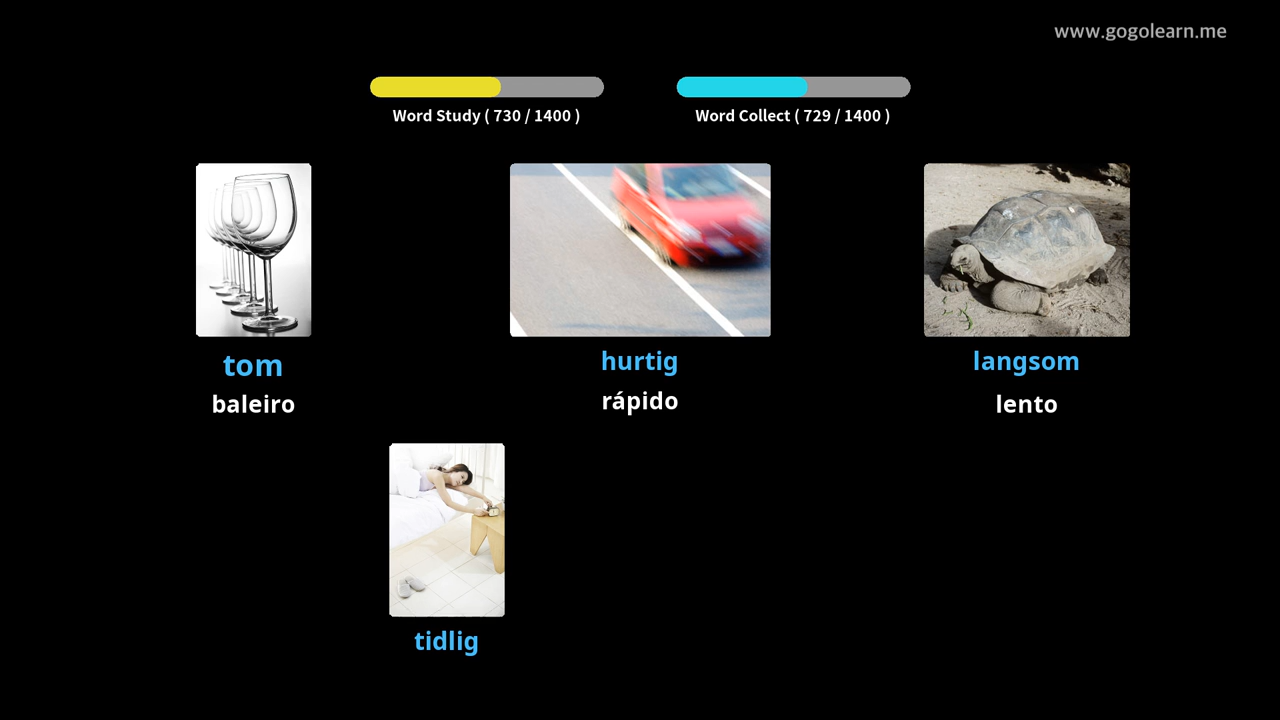 www.gogolearn.me
Word Study ( 730 / 1400 )
Word Collect ( 729 / 1400 )
tom
baleiro
hurtig
rápido
langsom
lento
tidlig